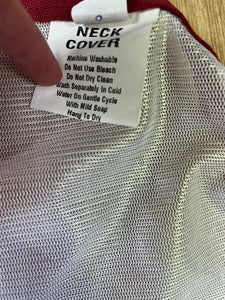 NECK
COVER
Machine Washable
Do Not Use Bleach
Do Not Dry Clean
Wash Separately In Cold
Water On Gentle Cycle
With Mild Soap
Hang To Dry